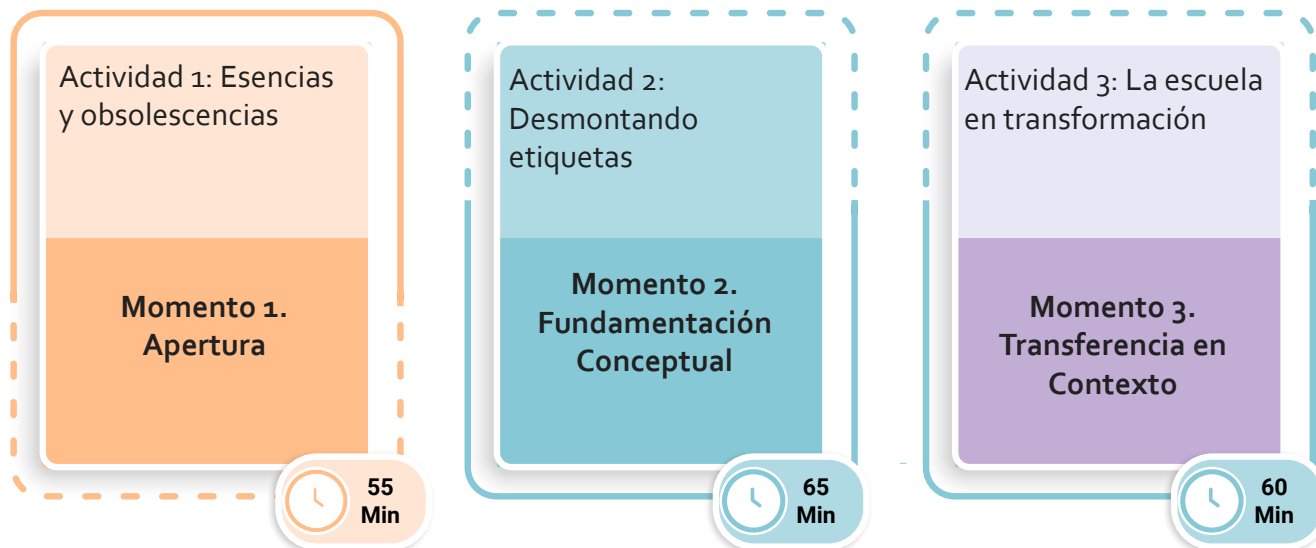 Actividad 1: Esencias
y obsolescencias
Momento 1.
Apertura
55
Min
Actividad 2:
Desmontando
etiquetas
Momento 2.
Fundamentación
Conceptual
65
Min
Actividad 3: La escuela
en transformación
Momento 3.
Transferencia en
Contexto
60
Min